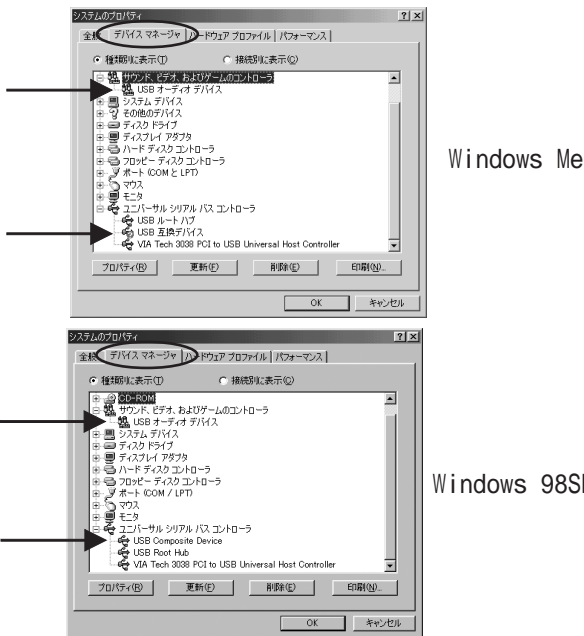 システムのプロパティ
全般 デバイス マネージャ ハードウェア プロファイル パフォーマンス
種類別に表示(T) 接続別に表示(C)
サウンド、ビデオ、およびゲームのコントローラ
USB オーディオ デバイス
システム デバイス
その他のデバイス
ディスク ドライブ
ディスプレイ アダプタ
ハード ディスク コントローラ
フロッピー ディスク コントローラ
ポート (COM と LPT)
マウス
モニタ
ユニバーサル シリアル バス コントローラ
USB ルート ハブ
USB 互換デバイス
VIA Tech 3038 PCI to USB Universal Host Controller
プロパティ(R) 更新(F) 削除(E) 印刷(N)...
OK キャンセル
Windows Me
システムのプロパティ
全般 デバイス マネージャ ハードウェア プロファイル パフォーマンス
種類別に表示(T) 接続別に表示(C)
CD-ROM
サウンド、ビデオ、およびゲームのコントローラ
USB オーディオ デバイス
システム デバイス
ディスク ドライブ
ディスプレイ アダプタ
ハード ディスク コントローラ
フロッピー ディスク コントローラ
ポート (COM / LPT)
マウス
モニタ
ユニバーサル シリアル バス コントローラ
USB Composite Device
USB Root Hub
VIA Tech 3038 PCI to USB Universal Host Controller
プロパティ(R) 更新(F) 削除(E) 印刷(N)...
OK キャンセル
Windows 98SE